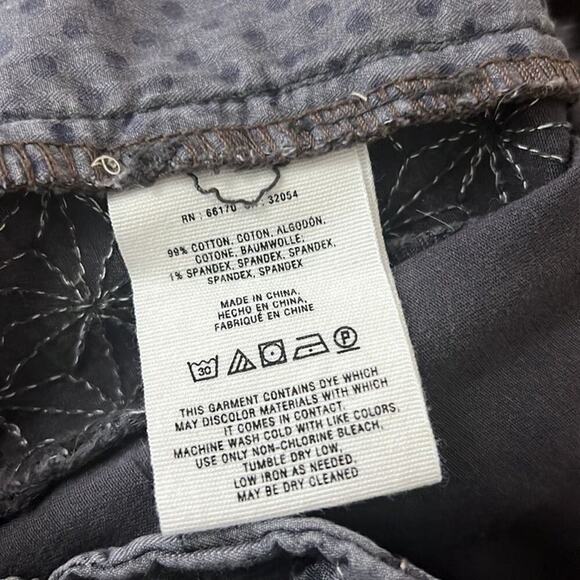 RN : 66170 32054
99% COTTON, COTON, ALGODÓN,
COTONE, BAUMWOLLE;
1% SPANDEX, SPANDEX, SPANDEX,
SPANDEX, SPANDEX
MADE IN CHINA,
HECHO EN CHINA,
FABRIQUÉ EN CHINE
30 P
THIS GARMENT CONTAINS DYE WHICH
MAY DISCOLOR MATERIALS WITH WHICH
IT COMES IN CONTACT.
MACHINE WASH COLD WITH LIKE COLORS,
USE ONLY NON-CHLORINE BLEACH,
TUMBLE DRY LOW,
LOW IRON AS NEEDED.
MAY BE DRY CLEANED